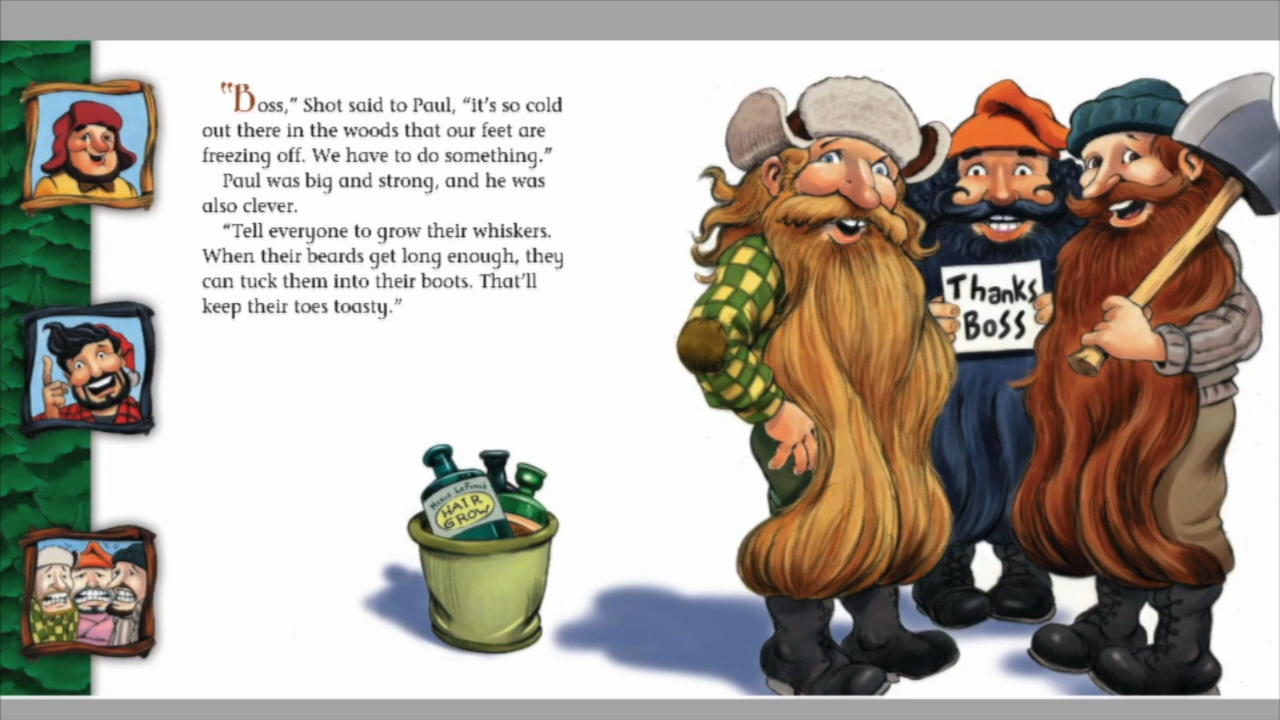 “Boss,” Shot said to Paul, “it’s so cold
out there in the woods that our feet are
freezing off. We have to do something.”
Paul was big and strong, and he was
also clever.
“Tell everyone to grow their whiskers.
When their beards get long enough, they
can tuck them into their boots. That’ll
keep their toes toasty.”
Thanks
Boss
HAIR
GROW